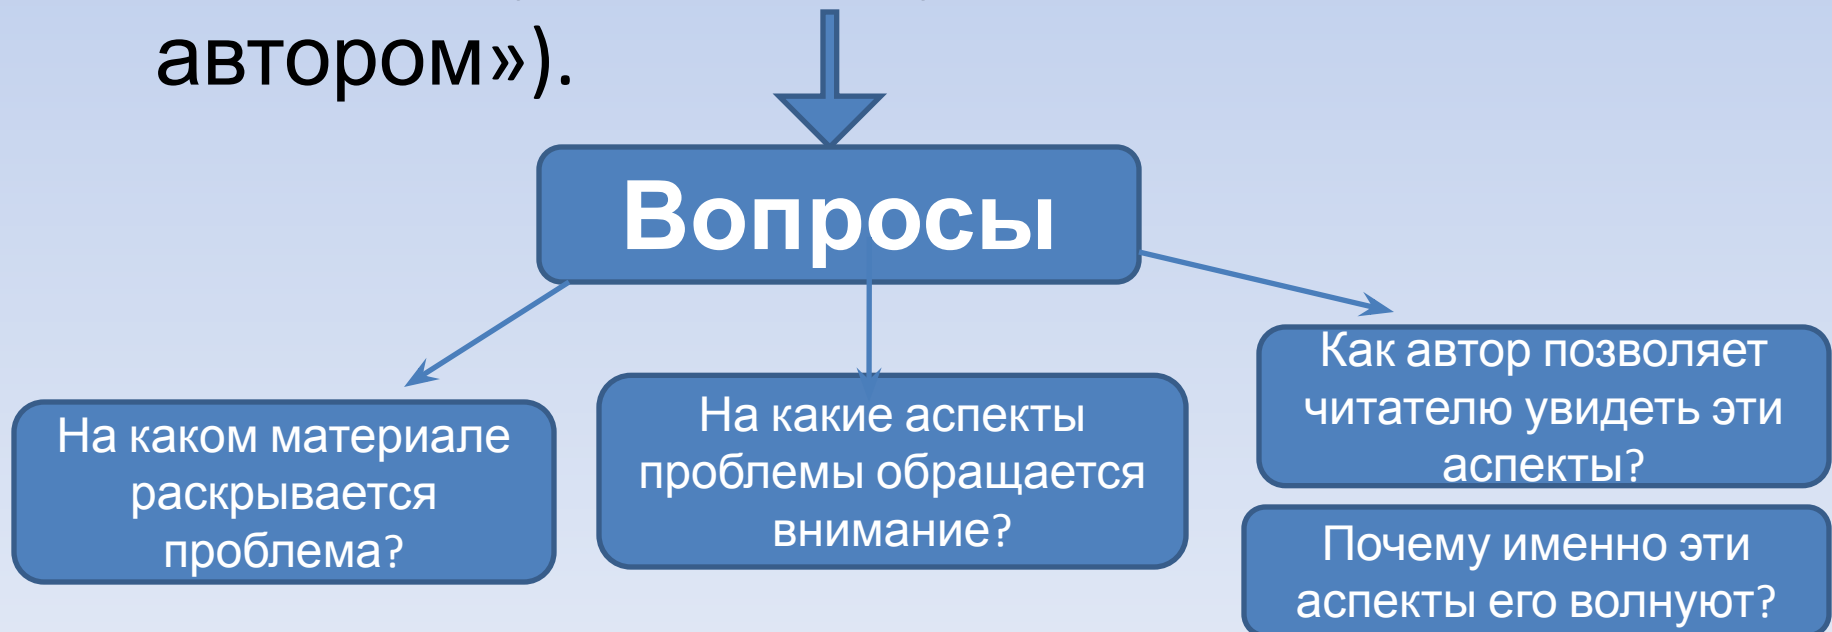 автором»).
Вопросы
На каком материале
раскрывается
проблема?
На какие аспекты
проблемы обращается
внимание?
Как автор позволяет
читателю увидеть эти
аспекты?
Почему именно эти
аспекты его волнуют?